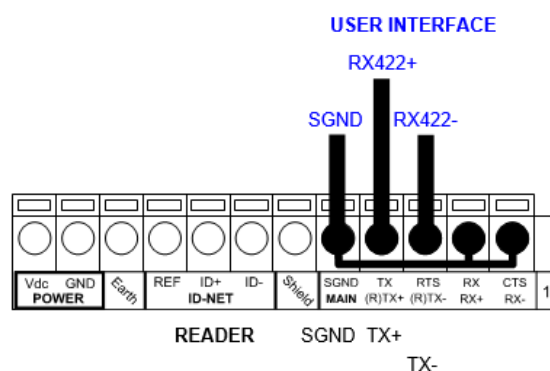 USER INTERFACE
RX422+
SGND RX422-
Vdc GND Earth REF ID+ ID- Shield SGND TX RTS RX CTS
POWER ID-NET MAIN (R)TX+ (R)TX- RX+ RX- 1
READER SGND TX+
TX-